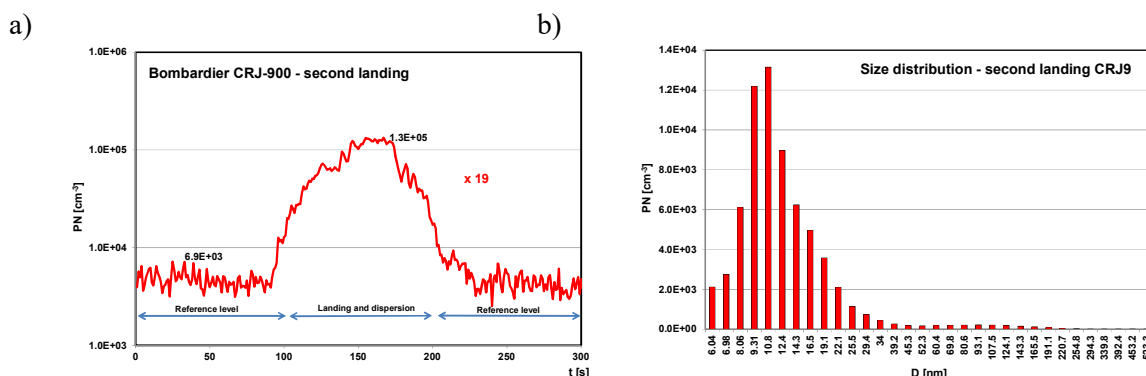 a)
1.0E+06
1.0E+05
1.0E+04
1.0E+03
PN [cm⁻³]
Bombardier CRJ-900 - second landing
1.3E+05
x 19
6.9E+03
Reference level
Landing and dispersion
Reference level
0
50
100
150
200
250
300
t [s]
b)
1.4E+04
1.2E+04
1.0E+04
8.0E+03
6.0E+03
4.0E+03
2.0E+03
0.0E+00
PN [cm⁻³]
Size distribution - second landing CRJ9
6.04
6.98
8.06
9.31
10.8
12.4
14.3
16.5
19.1
22.1
25.5
29.4
34
39.2
45.3
52.3
60.4
69.8
80.6
93.1
107.5
124.1
143.3
165.5
191.1
220.7
254.8
294.3
339.8
392.4
453.2
D [nm]